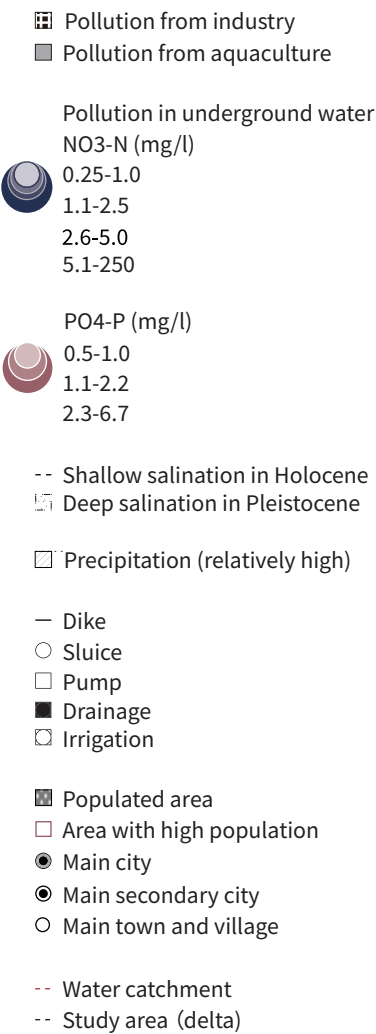 Pollution from industry
Pollution from aquaculture
Pollution in underground water
NO3-N (mg/l)
0.25-1.0
1.1-2.5
2.6-5.0
5.1-250
PO4-P (mg/l)
0.5-1.0
1.1-2.2
2.3-6.7
Shallow salination in Holocene
Deep salination in Pleistocene
Precipitation (relatively high)
Dike
Sluice
Pump
Drainage
Irrigation
Populated area
Area with high population
Main city
Main secondary city
Main town and village
Water catchment
Study area (delta)